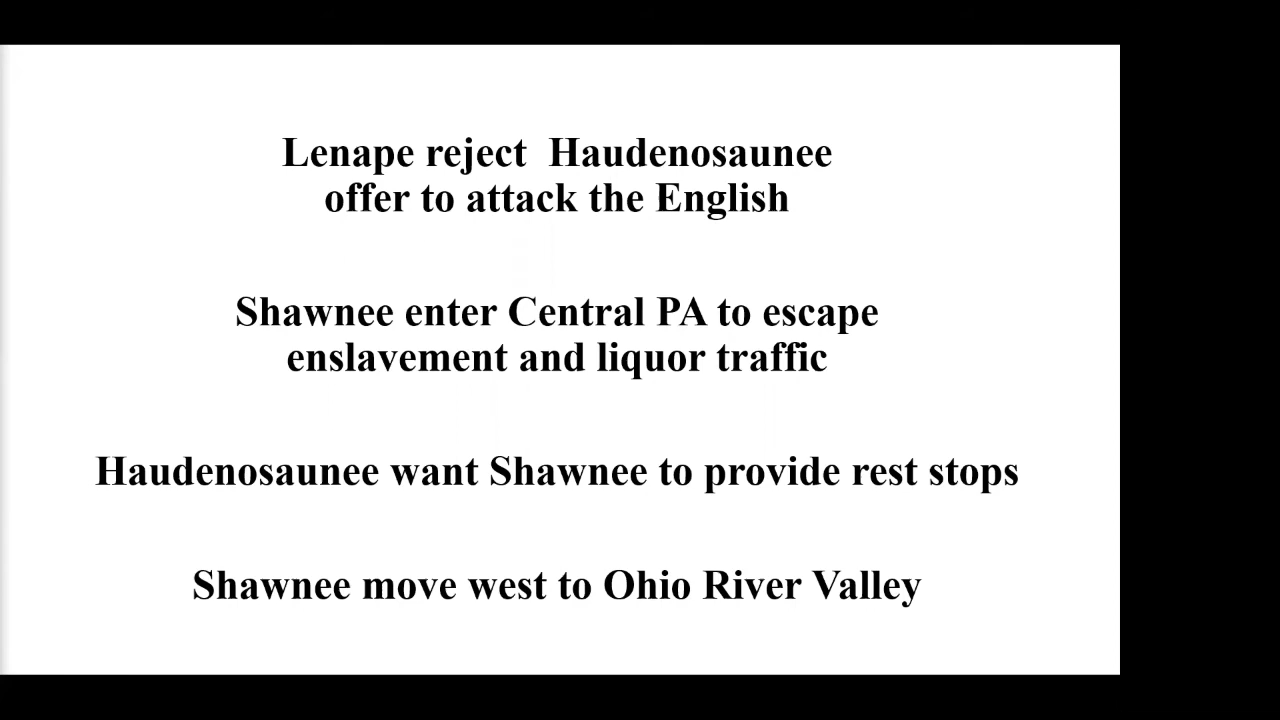 Lenape reject  Haudenosaunee
offer to attack the English
Shawnee enter Central PA to escape
enslavement and liquor traffic
Haudenosaunee want Shawnee to provide rest stops
Shawnee move west to Ohio River Valley